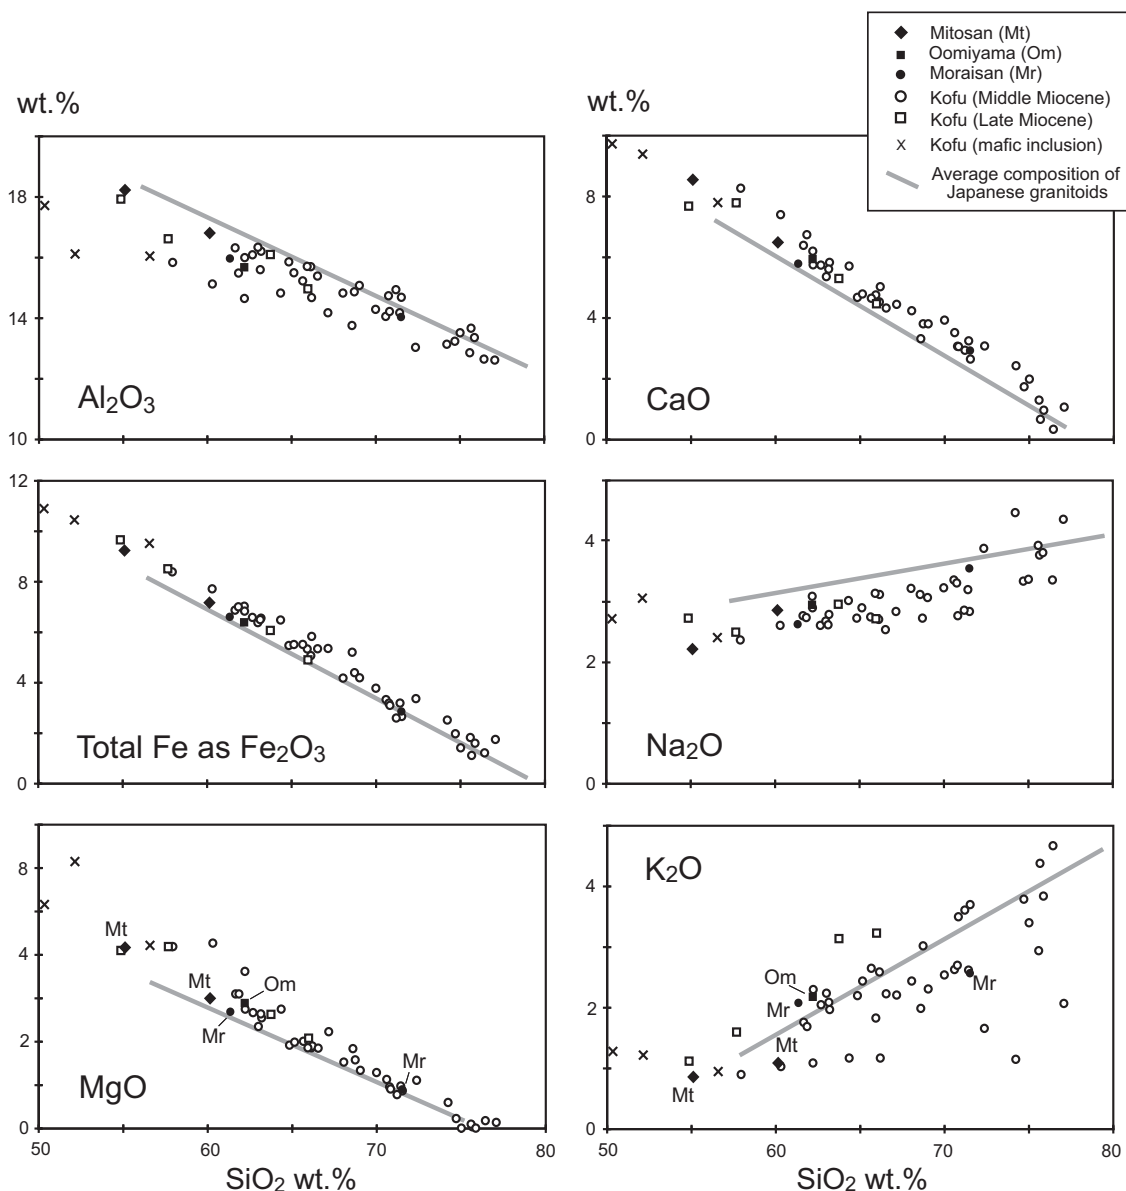 Mitosan (Mt)
Oomiyama (Om)
Moraisan (Mr)
Kofu (Middle Miocene)
Kofu (Late Miocene)
Kofu (mafic inclusion)
Average composition of
Japanese granitoids
wt.%
wt.%
18
14
10
Al₂O₃
8
4
0
CaO
12
8
4
0
Total Fe as Fe₂O₃
4
2
0
Na₂O
8
4
0
Mt
Mt
Om
Mr
Mr
MgO
50
60
70
80
SiO₂ wt.%
4
2
0
K₂O
Om
Mr
Mt
Mt
Mr
50
60
70
80
SiO₂ wt.%